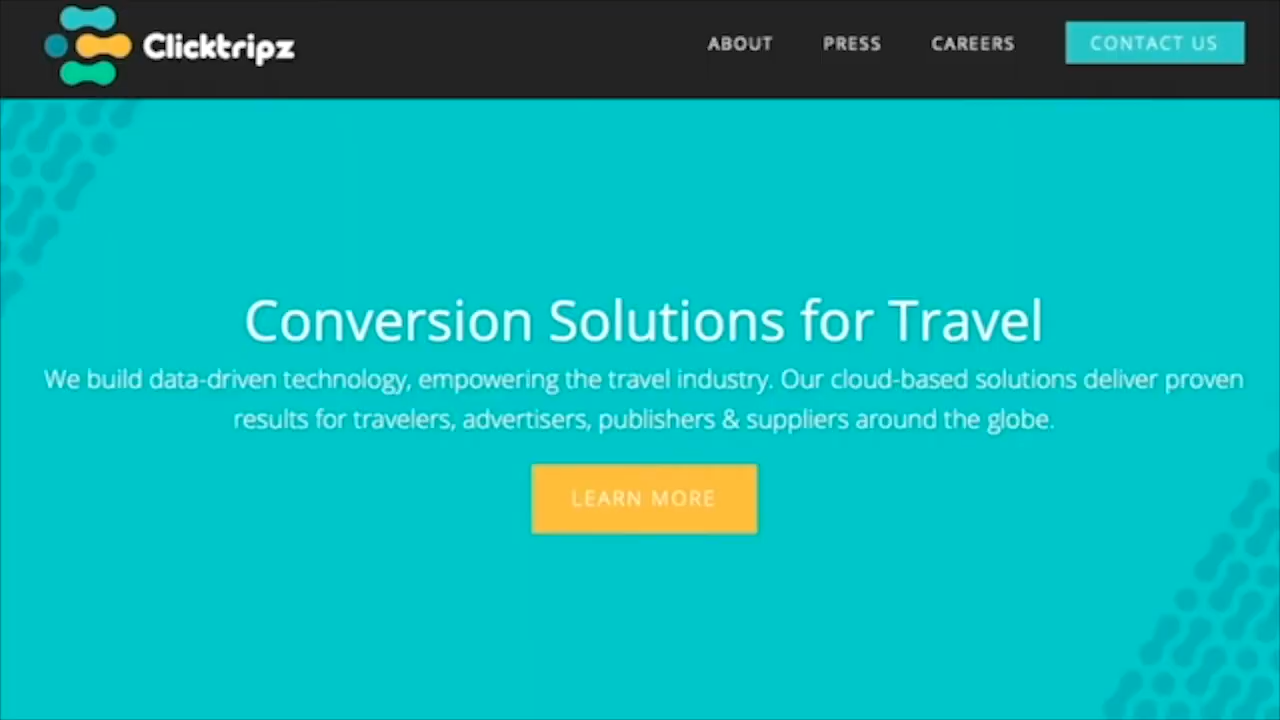 Clicktripz
ABOUT PRESS CAREERS CONTACT US
Conversion Solutions for Travel
We build data-driven technology, empowering the travel industry. Our cloud-based solutions deliver proven
results for travelers, advertisers, publishers & suppliers around the globe.
LEARN MORE